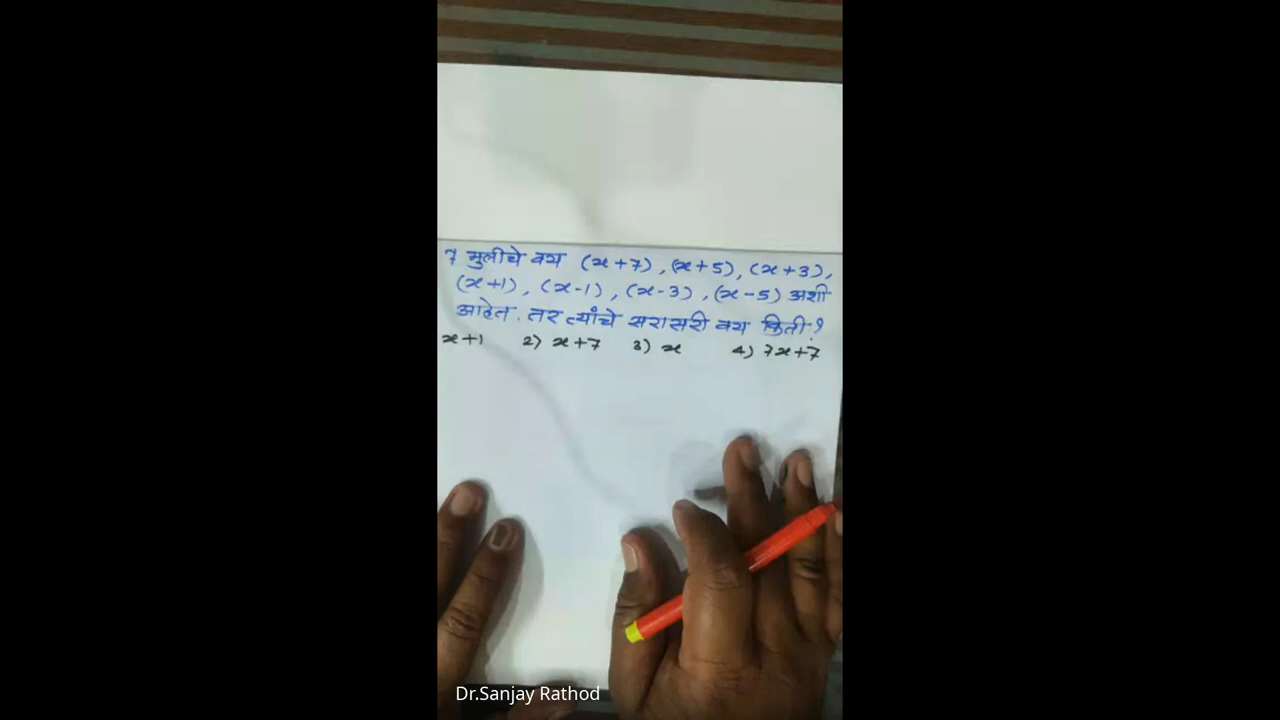 7 मुलीचे वय (x+7), (x+5), (x+3),
(x+1), (x-1), (x-3), (x-5) अशी
आहेत. तर त्यांचे सरासरी वय किती?
x+1 2) x+7 3) x 4) 7x+7
Dr.Sanjay Rathod